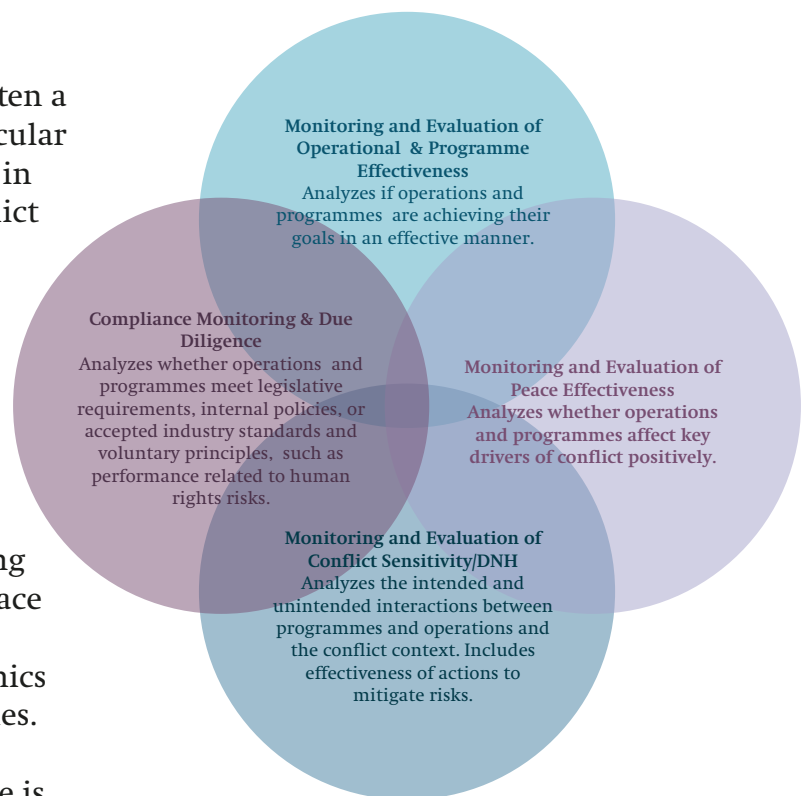 ten a
cular
in
ict
ng
ace
nics
es.
e is
Monitoring and Evaluation of
Operational & Programme
Effectiveness
Analyzes if operations and
programmes are achieving their
goals in an effective manner.
Compliance Monitoring & Due
Diligence
Analyzes whether operations and
programmes meet legislative
requirements, internal policies, or
accepted industry standards and
voluntary principles, such as
performance related to human
rights risks.
Monitoring and Evaluation of
Peace Effectiveness
Analyzes whether operations
and programmes affect key
drivers of conflict positively.
Monitoring and Evaluation of
Conflict Sensitivity/DNH
Analyzes the intended and
unintended interactions between
programmes and operations and
the conflict context. Includes
effectiveness of actions to
mitigate risks.